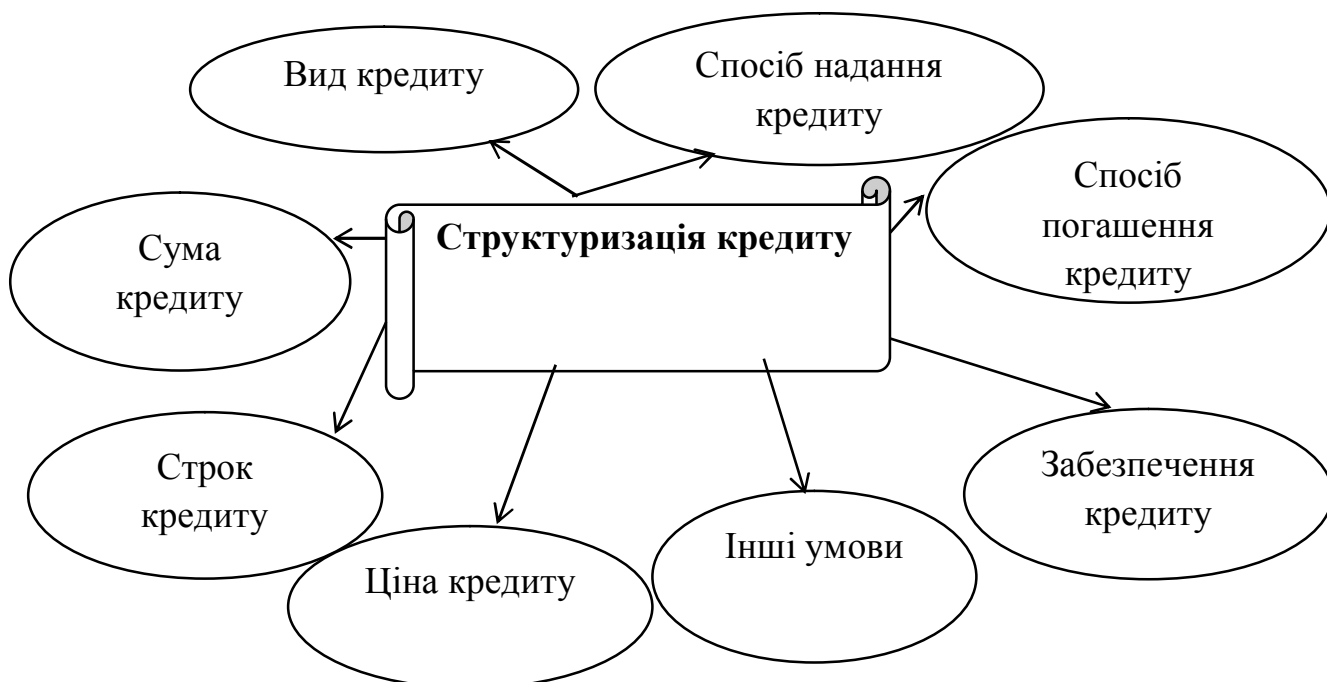 Вид кредиту
Спосіб надання
кредиту
Спосіб
погашення
кредиту
Структуризація кредиту
Сума
кредиту
Строк
кредиту
Забезпечення
кредиту
Інші умови
Ціна кредиту